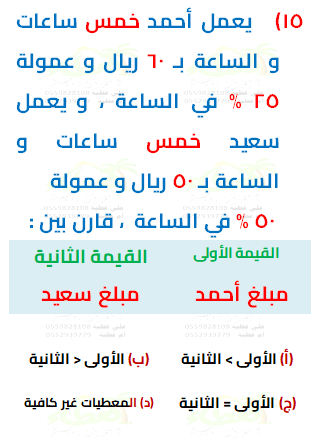 ١٥) يعمل أحمد خمس ساعات
و الساعة بـ ٦٠ ريال و عمولة
٢٥ % في الساعة ، و يعمل
سعيد خمس ساعات و
الساعة بـ ٥٠ ريال و عمولة
٥٠ % في الساعة ، قارن بين :
القيمة الأولى القيمة الثانية
مبلغ أحمد مبلغ سعيد
(أ) الأولى > الثانية (ب) الأولى < الثانية
(ج) الأولى = الثانية (د) المعطيات غير كافية